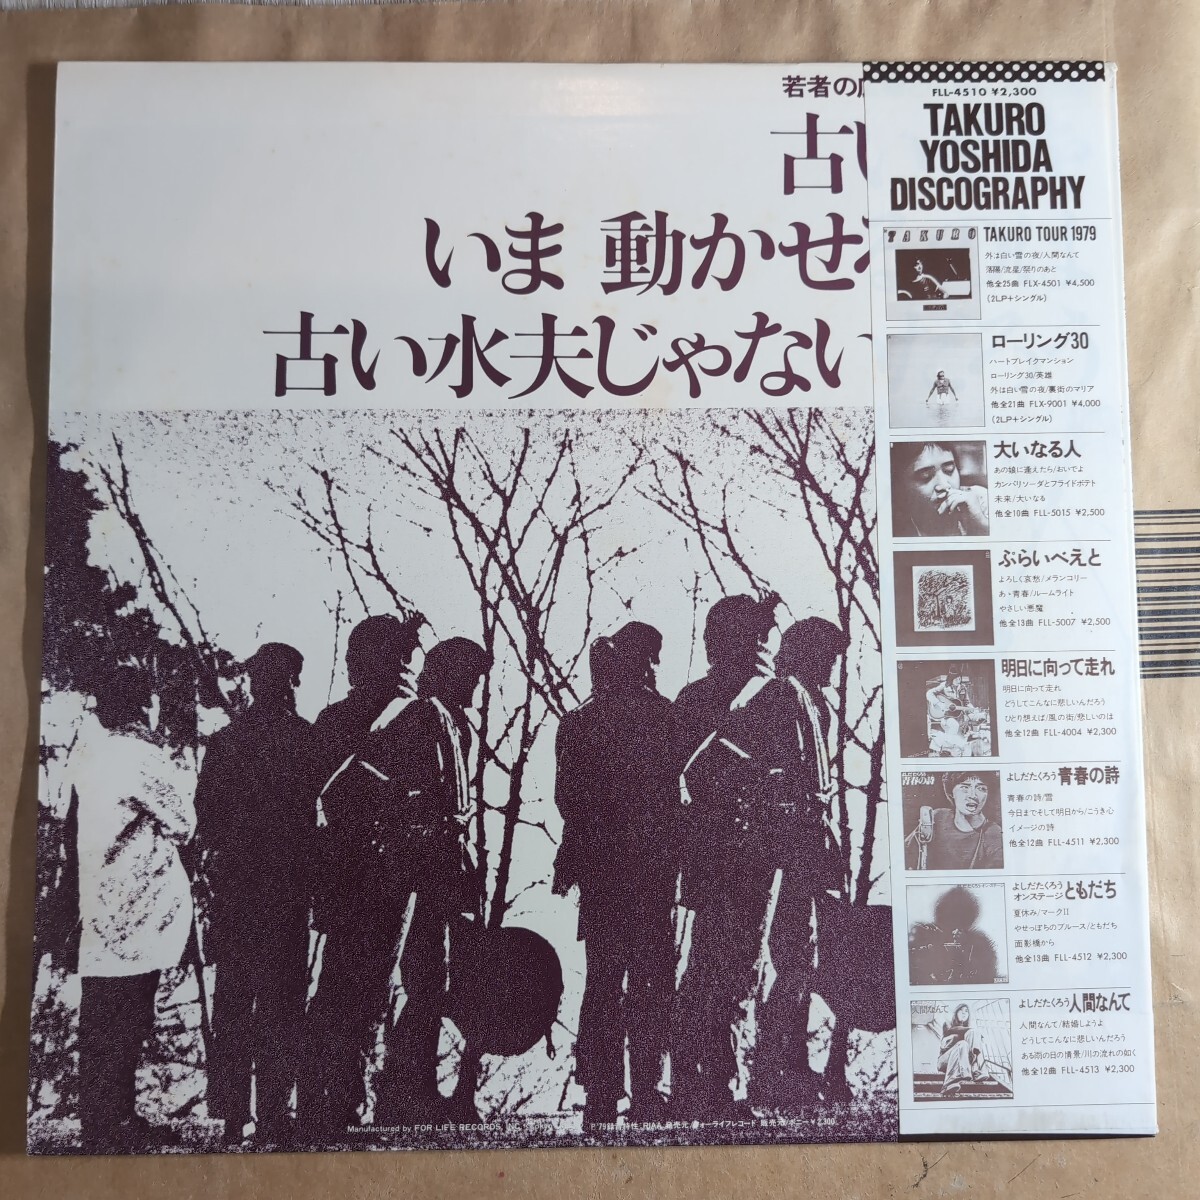 若者の
古い
いま 動かせ
古い水夫じゃない
FLL-4510 ¥2,300
TAKURO
YOSHIDA
DISCOGRAPHY
TAKURO
TAKURO TOUR 1979
外は白い雪の夜/人間なんて
落陽/流星/祭りのあと
他全25曲 FLX-4501 ¥4,500
(2LP+シングル)
ローリング30
ハートブレイクマンション
ローリング30/英雄
外は白い雪の夜/裏街のマリア
他全21曲 FLX-9001 ¥4,000
(2LP+シングル)
大いなる人
あの娘に逢えたら/おいでよ
カンパリソーダとフライドポテト
未来/大いなる
他全10曲 FLL-5015 ¥2,500
ぷらいべえと
よろしく哀愁/メランコリー
あゝ青春/ルームライト
やさしい悪魔
他全13曲 FLL-5007 ¥2,500
明日に向って走れ
明日に向って走れ
どうしてこんなに悲しいんだろう
ひとり想えば/風の街/悲しいのは
他全12曲 FLL-4004 ¥2,300
よしだたくろう 青春の詩
青春の詩/雪
今日までそして明日から/こうき心
イメージの詩
他全12曲 FLL-4511 ¥2,300
よしだたくろう
オンステージ ともだち
夏休み/マークII
やせっぽちのブルース/ともだち
面影橋から
他全13曲 FLL-4512 ¥2,300
よしだたくろう 人間なんて
人間なんて/結婚しようよ
どうしてこんなに悲しいんだろう
ある雨の日の情景/川の流れの如く
他全12曲 FLL-4513 ¥2,300
Manufactured by FOR LIFE RECORDS, INC.